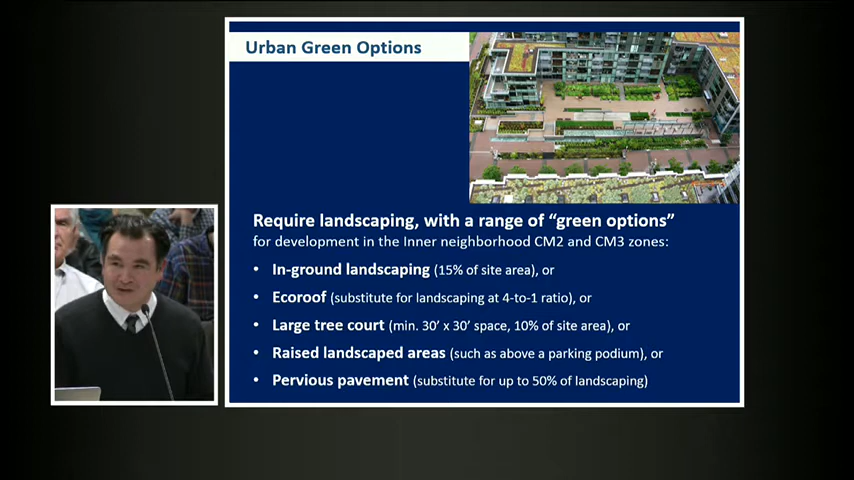 Urban Green Options
Require landscaping, with a range of “green options”
for development in the Inner neighborhood CM2 and CM3 zones:
• In-ground landscaping (15% of site area), or
• Ecoroof (substitute for landscaping at 4-to-1 ratio), or
• Large tree court (min. 30’ x 30’ space, 10% of site area), or
• Raised landscaped areas (such as above a parking podium), or
• Pervious pavement (substitute for up to 50% of landscaping)